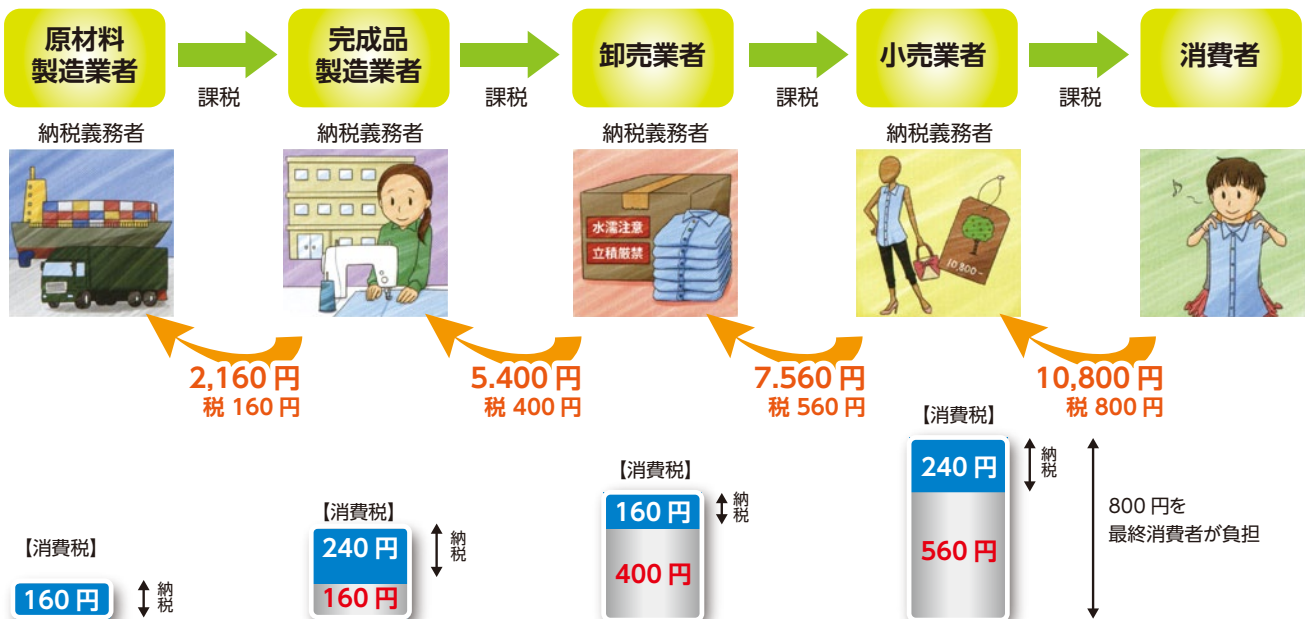 原材料
製造業者
完成品
製造業者
卸売業者
小売業者
消費者
課税
課税
課税
課税
納税義務者
納税義務者
納税義務者
納税義務者
水濡注意
立積厳禁
10,800-
2,160 円
税 160 円
5.400 円
税 400 円
7.560 円
税 560 円
10,800 円
税 800 円
【消費税】
160 円
納税
【消費税】
240 円
160 円
納税
【消費税】
160 円
400 円
納税
【消費税】
240 円
560 円
納税
800 円を
最終消費者が負担